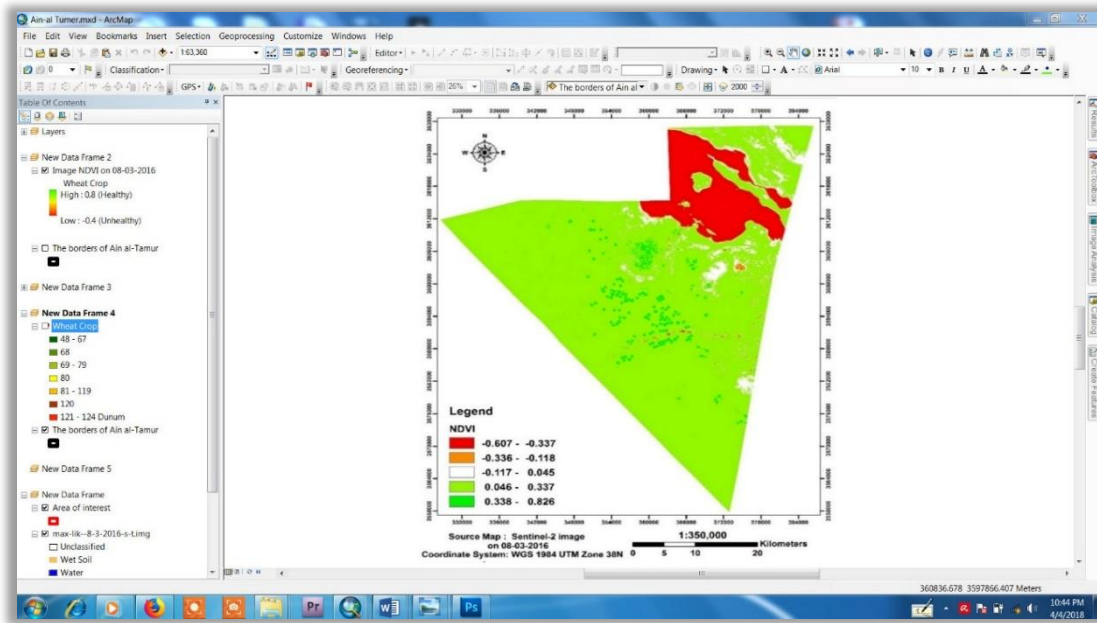 Ain-al Tumer.mxd - ArcMap
File Edit View Bookmarks Insert Selection Geoprocessing Customize Windows Help
1:63,360
Editor
Classification
Georeferencing
Drawing
Arial
10
B I U A
GPS
26%
The borders of Ain al
2000
Table Of Contents
Layers
New Data Frame 2
Image NDVI on 08-03-2016
Wheat Crop
High : 0.8 (Healthy)
Low : -0.4 (Unhealthy)
The borders of Ain al-Tamur
New Data Frame 3
New Data Frame 4
Wheat Crop
48 - 67
68
69 - 79
80
81 - 119
120
121 - 124 Dunum
The borders of Ain al-Tamur
New Data Frame 5
New Data Frame
Area of interest
max-lik--8-3-2016-s-t.img
Unclassified
Wet Soil
Water
N
W E
S
Legend
NDVI
-0.607 - -0.337
-0.336 - -0.118
-0.117 - 0.045
0.046 - 0.337
0.338 - 0.826
Source Map : Sentinel-2 image
on 08-03-2016
Coordinate System: WGS 1984 UTM Zone 38N
1:350,000
Kilometers
0 5 10 20
Results
ArcToolbox
Image Analysis
Catalog
Create Features
360836.678 3597866.407 Meters
Pr
W
Ps
10:44 PM
4/4/2018